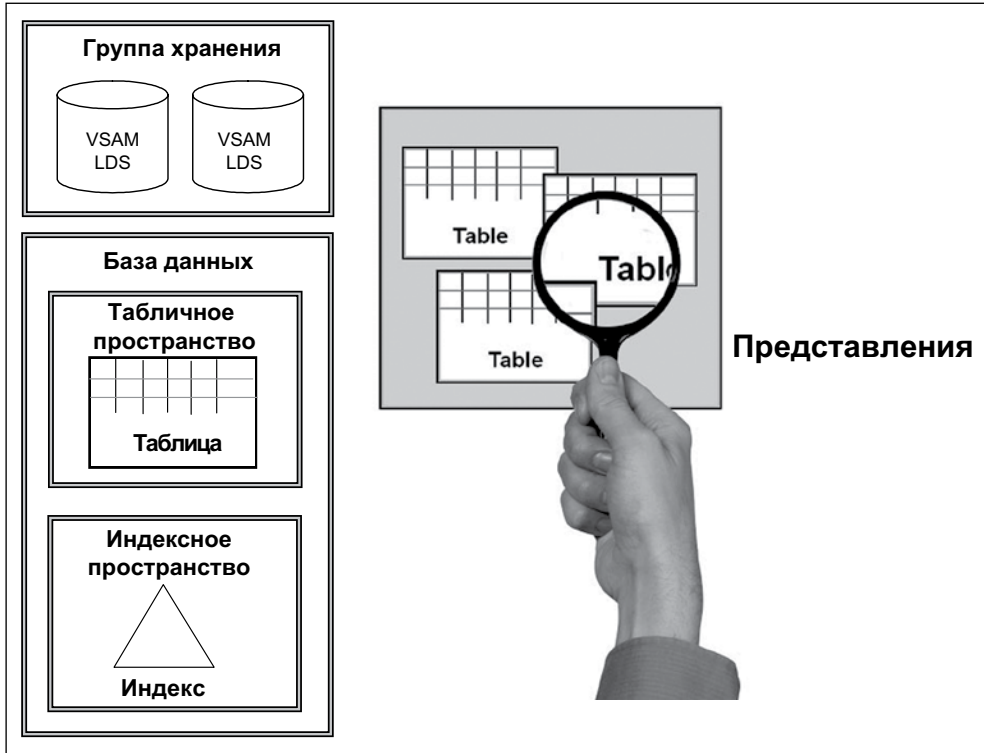 Группа хранения
VSAM
LDS
VSAM
LDS
База данных
Табличное
пространство
Таблица
Индексное
пространство
Индекс
Table
Table
Table
Представления